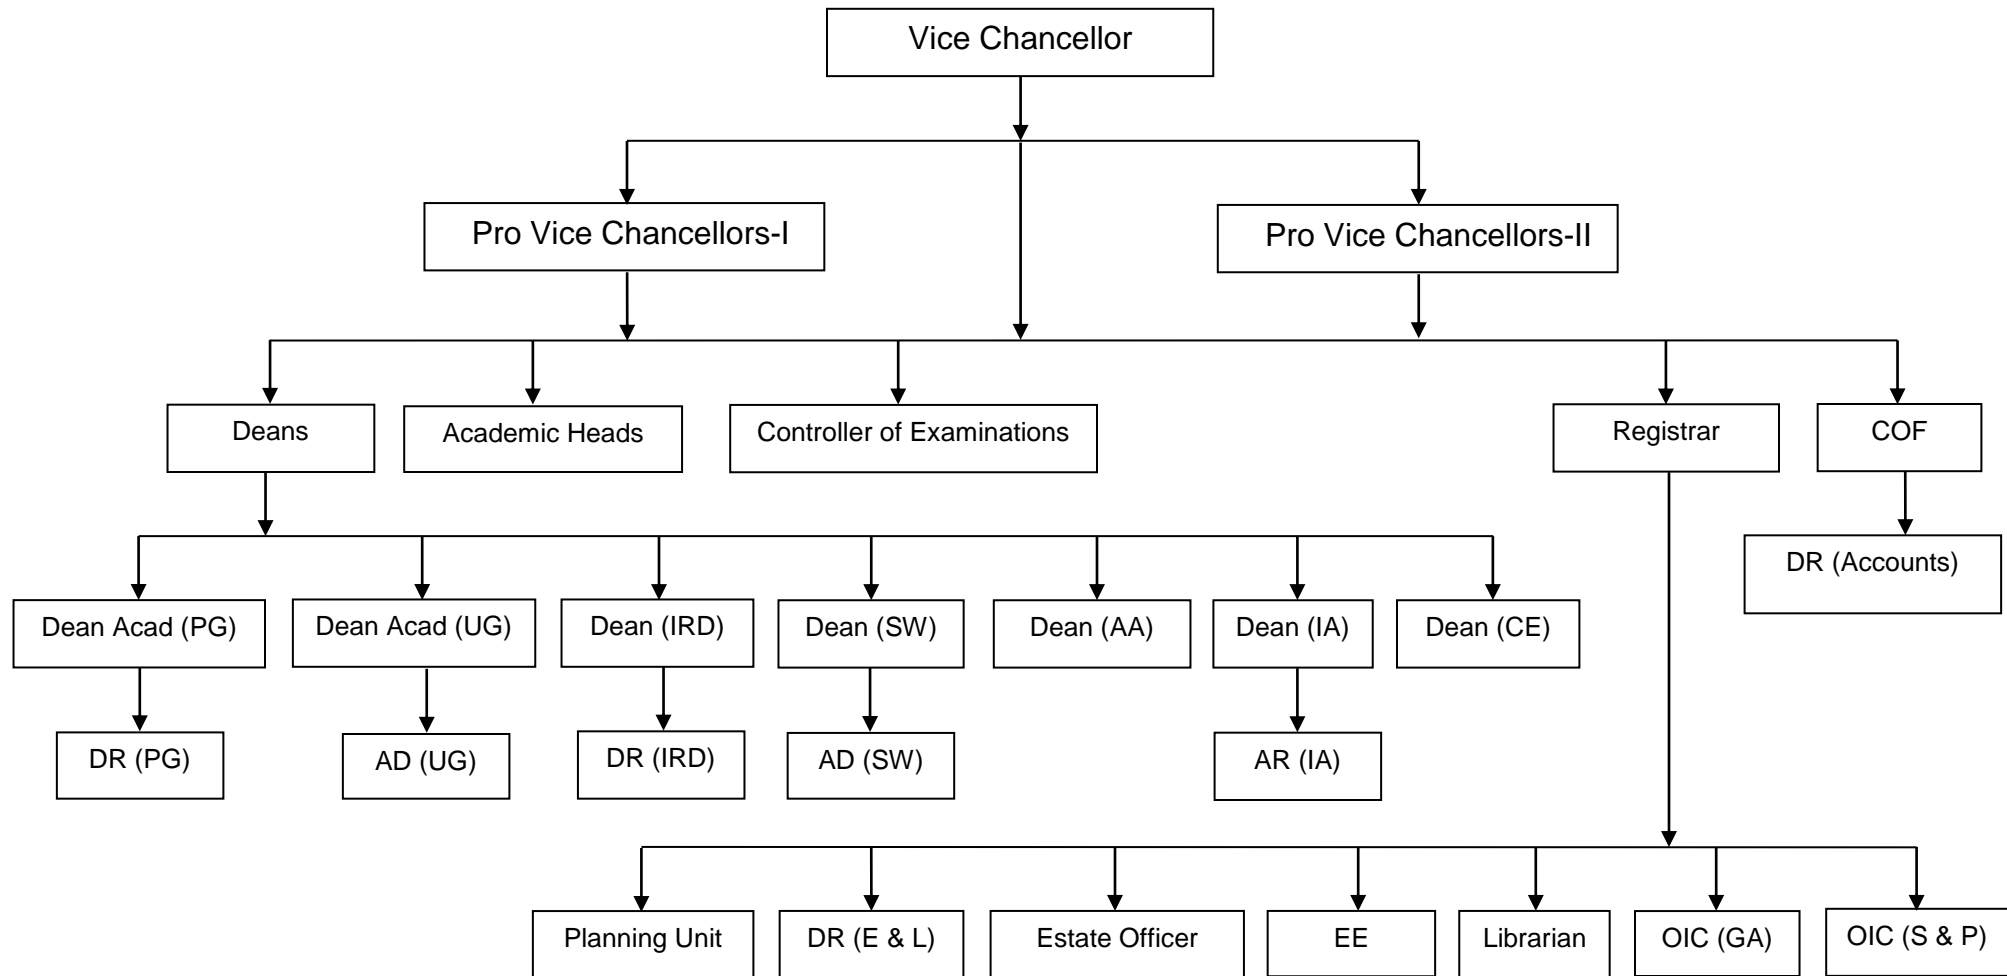 Vice Chancellor
Pro Vice Chancellors-I
Pro Vice Chancellors-II
Deans
Academic Heads
Controller of Examinations
Registrar
COF
DR (Accounts)
Dean Acad (PG)
Dean Acad (UG)
Dean (IRD)
Dean (SW)
Dean (AA)
Dean (IA)
Dean (CE)
DR (PG)
AD (UG)
DR (IRD)
AD (SW)
AR (IA)
Planning Unit
DR (E & L)
Estate Officer
EE
Librarian
OIC (GA)
OIC (S & P)